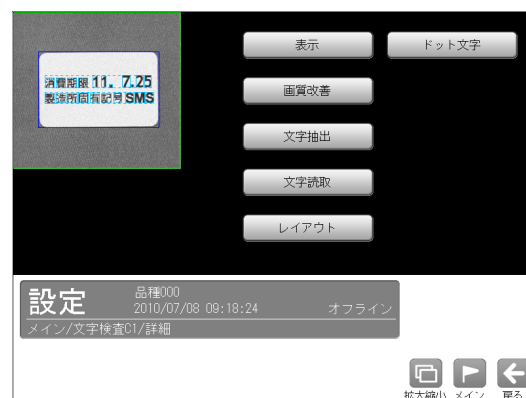 消費期限 11. 7.25
製造所固有記号 SMS
表示
ドット文字
画質改善
文字抽出
文字読取
レイアウト
設定
品種000
2010/07/08 09:18:24
オフライン
メイン/文字検査C1/詳細
拡大縮小
メイン
戻る